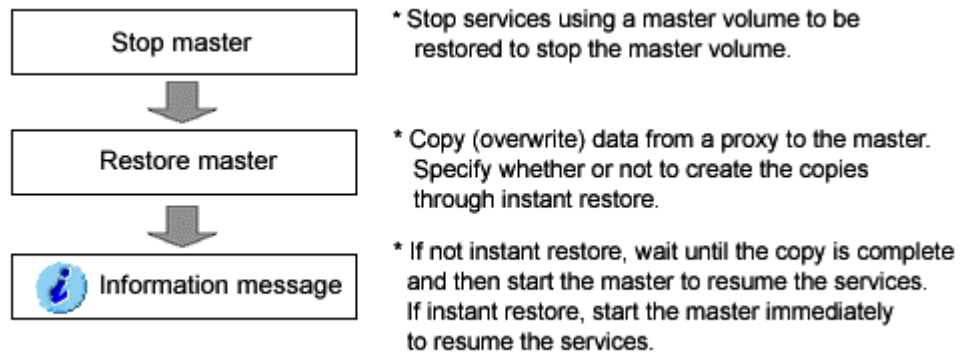 Stop master
* Stop services using a master volume to be
restored to stop the master volume.
Restore master
* Copy (overwrite) data from a proxy to the master.
Specify whether or not to create the copies
through instant restore.
i Information message
* If not instant restore, wait until the copy is complete
and then start the master to resume the services.
If instant restore, start the master immediately
to resume the services.